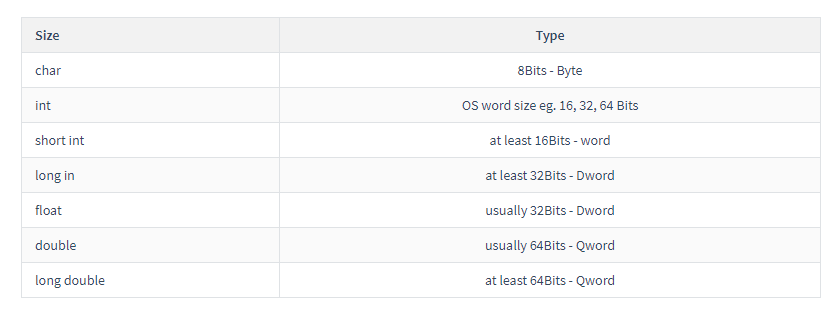 Size Type
char 8Bits - Byte
int OS word size eg. 16, 32, 64 Bits
short int at least 16Bits - word
long in at least 32Bits - Dword
float usually 32Bits - Dword
double usually 64Bits - Qword
long double at least 64Bits - Qword